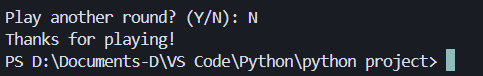 Play another round? (Y/N): N
Thanks for playing!
PS D:\Documents-D\VS Code\Python\python project>